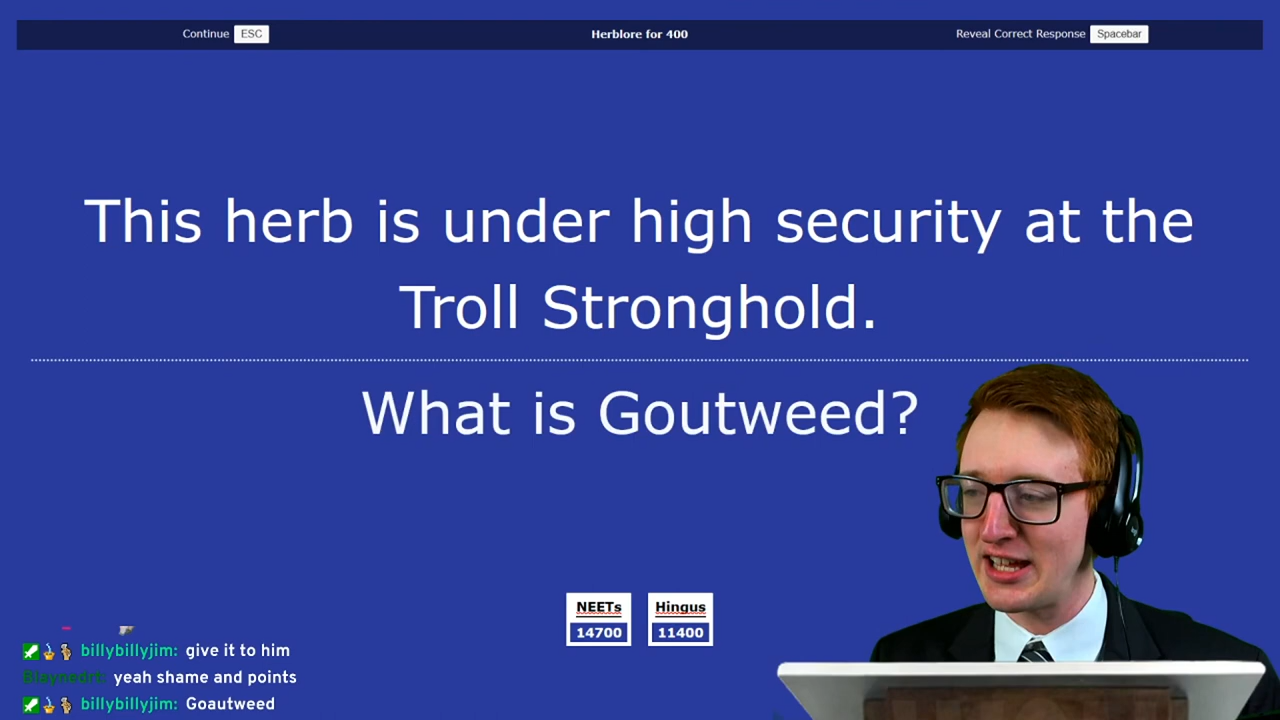 Continue ESC
Herblore for 400
Reveal Correct Response Spacebar
This herb is under high security at the
Troll Stronghold.
What is Goutweed?
NEETs
14700
Hingus
11400
billybillyjim: give it to him
Blaynedrt: yeah shame and points
billybillyjim: Goautweed